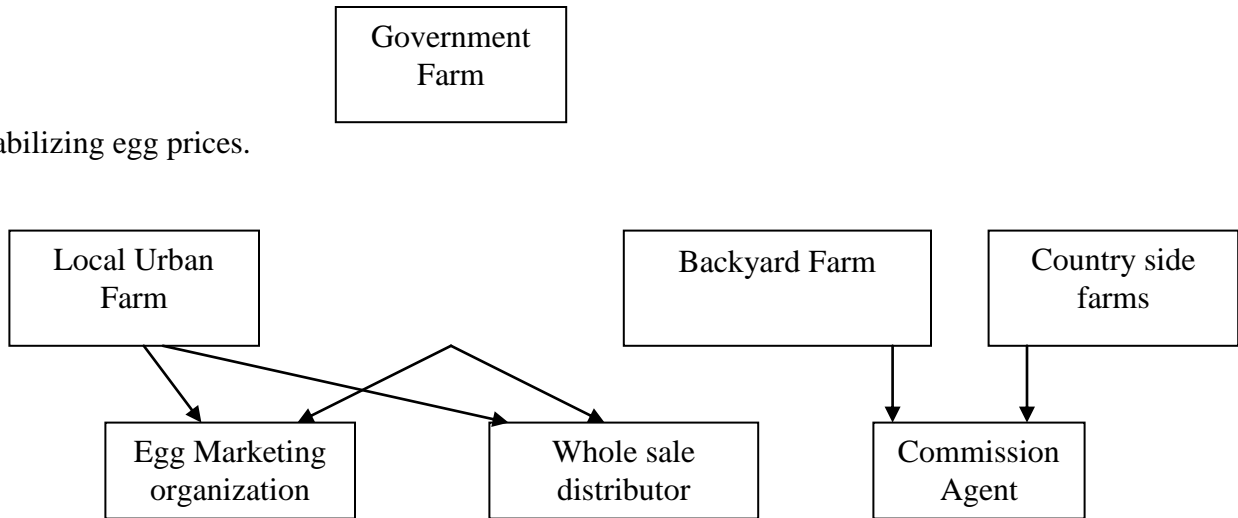 Government
Farm
abilizing egg prices.
Local Urban
Farm
Backyard Farm
Country side
farms
Egg Marketing
organization
Whole sale
distributor
Commission
Agent